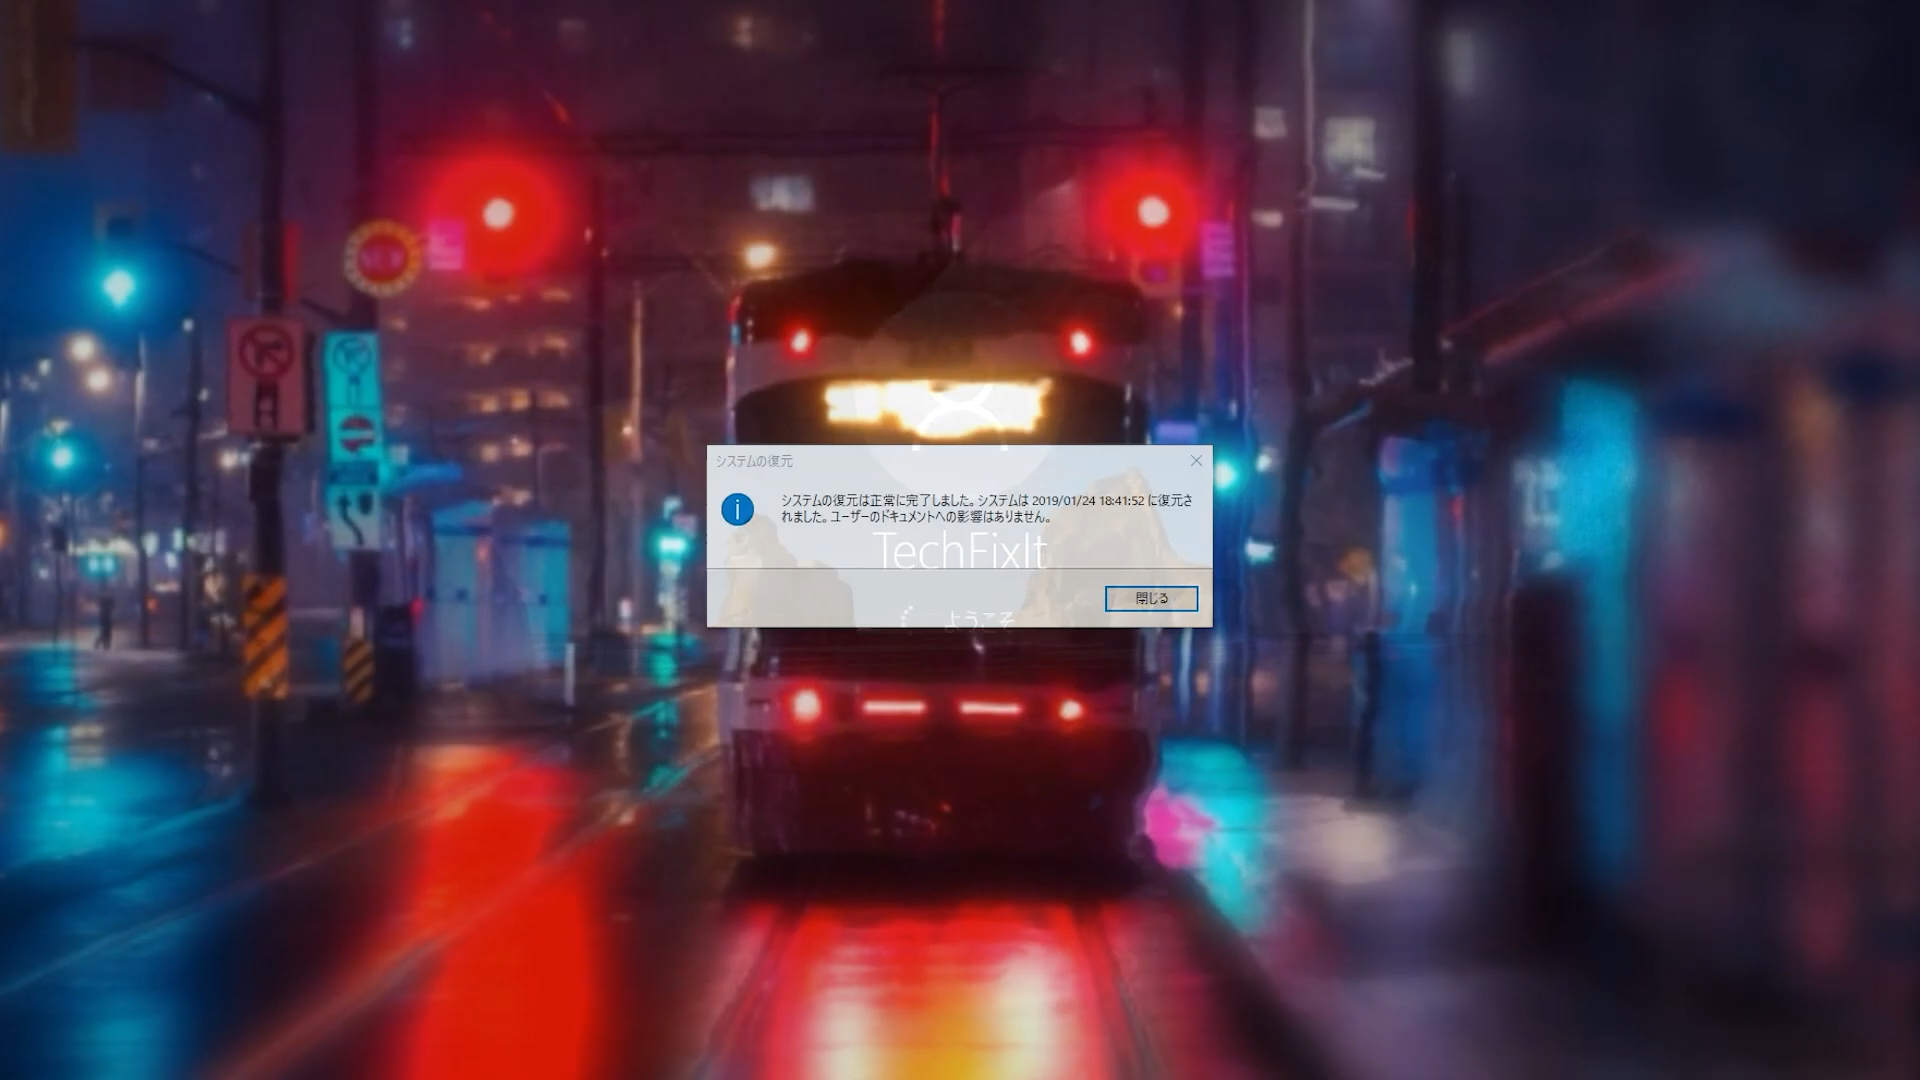 システムの復元
システムの復元は正常に完了しました。システムは 2019/01/24 18:41:52 に復元さ
れました。ユーザーのドキュメントへの影響はありません。
TechFixIt
閉じる
ようこそ